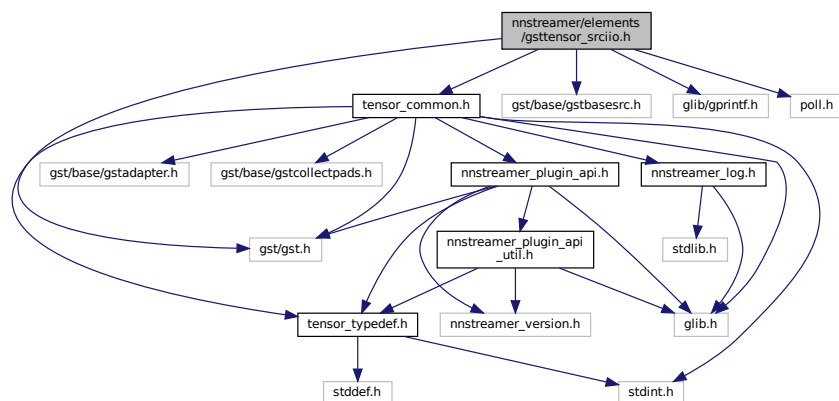 nnstreamer/elements
/gsttensor_srciio.h
tensor_common.h
gst/base/gstbasesrc.h
glib/gprintf.h
poll.h
gst/base/gstadapter.h
gst/base/gstcollectpads.h
nnstreamer_plugin_api.h
nnstreamer_log.h
gst/gst.h
nnstreamer_plugin_api
_util.h
stdlib.h
tensor_typedef.h
nnstreamer_version.h
glib.h
stddef.h
stdint.h